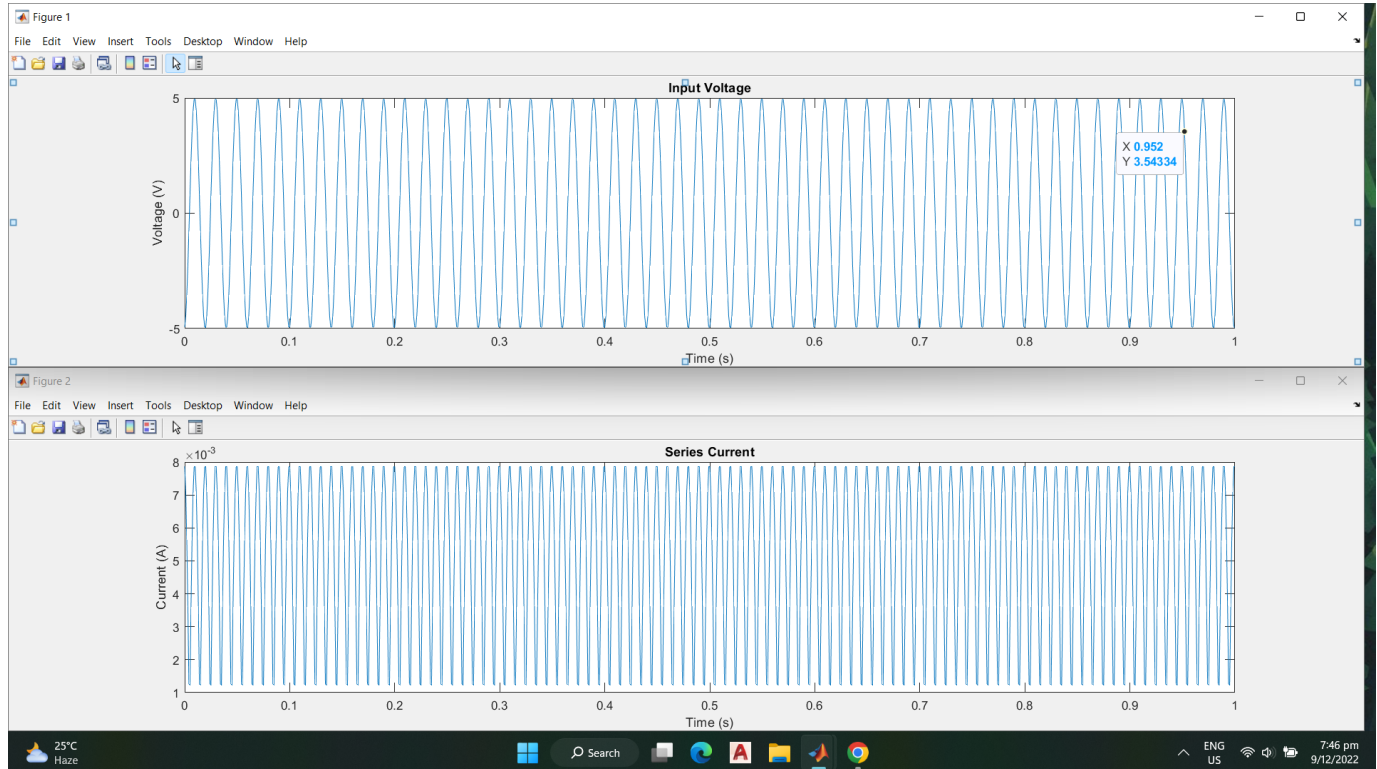 Figure 1
File Edit View Insert Tools Desktop Window Help
Input Voltage
5
0
-5
Voltage (V)
X 0.952
Y 3.54334
0 0.1 0.2 0.3 0.4 0.5 0.6 0.7 0.8 0.9 1
Time (s)
Figure 2
File Edit View Insert Tools Desktop Window Help
Series Current
×10-3
8
7
6
5
4
3
2
1
Current (A)
0 0.1 0.2 0.3 0.4 0.5 0.6 0.7 0.8 0.9 1
Time (s)
25°C
Haze
Search
A
ENG
US
7:46 pm
9/12/2022